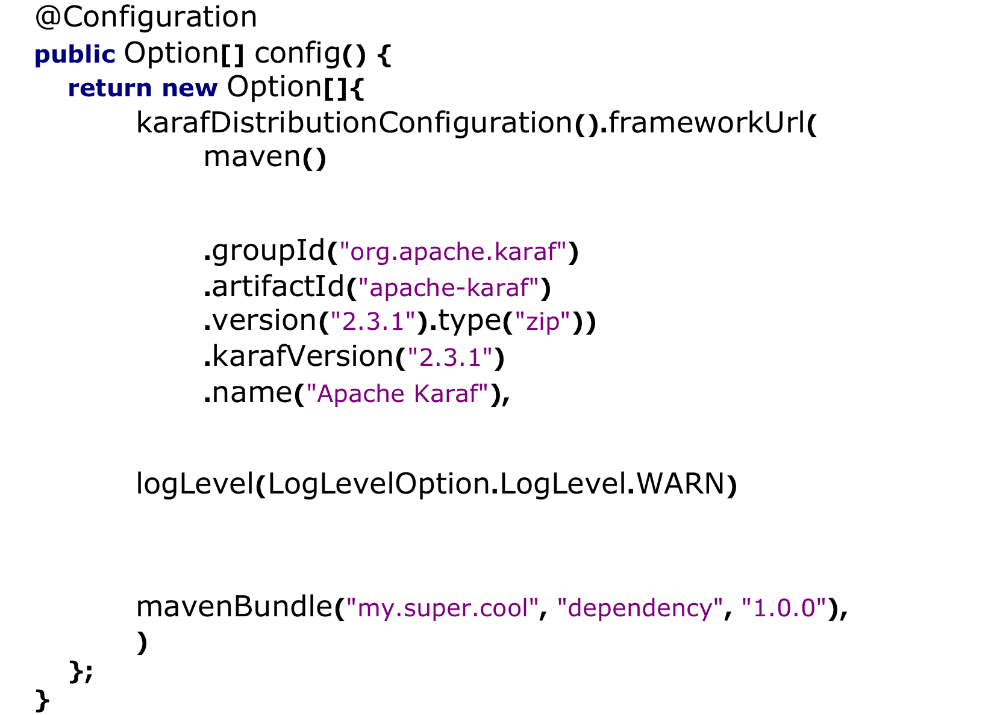 @Configuration
public Option[] config() {
return new Option[]{
karafDistributionConfiguration().frameworkUrl(
maven()
.groupId("org.apache.karaf")
.artifactId("apache-karaf")
.version("2.3.1").type("zip"))
.karafVersion("2.3.1")
.name("Apache Karaf"),
logLevel(LogLevelOption.LogLevel.WARN)
mavenBundle("my.super.cool", "dependency", "1.0.0"),
)
};
}